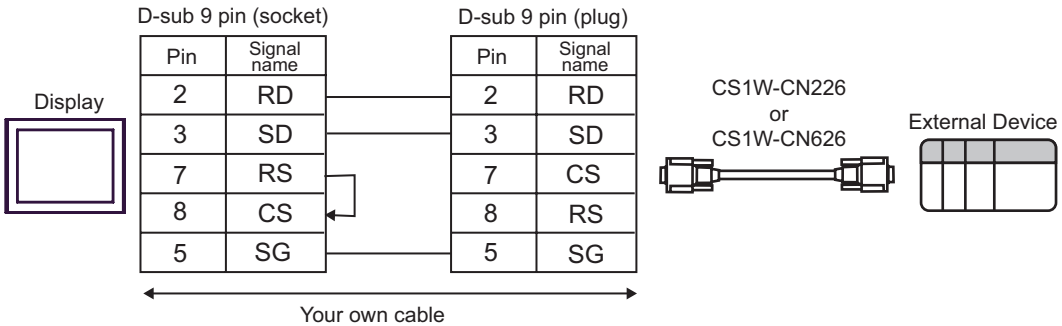 D-sub 9 pin (socket)
D-sub 9 pin (plug)
Display
Pin Signal name
2 RD
3 SD
7 RS
8 CS
5 SG
Pin Signal name
2 RD
3 SD
7 CS
8 RS
5 SG
CS1W-CN226
or
CS1W-CN626
External Device
Your own cable